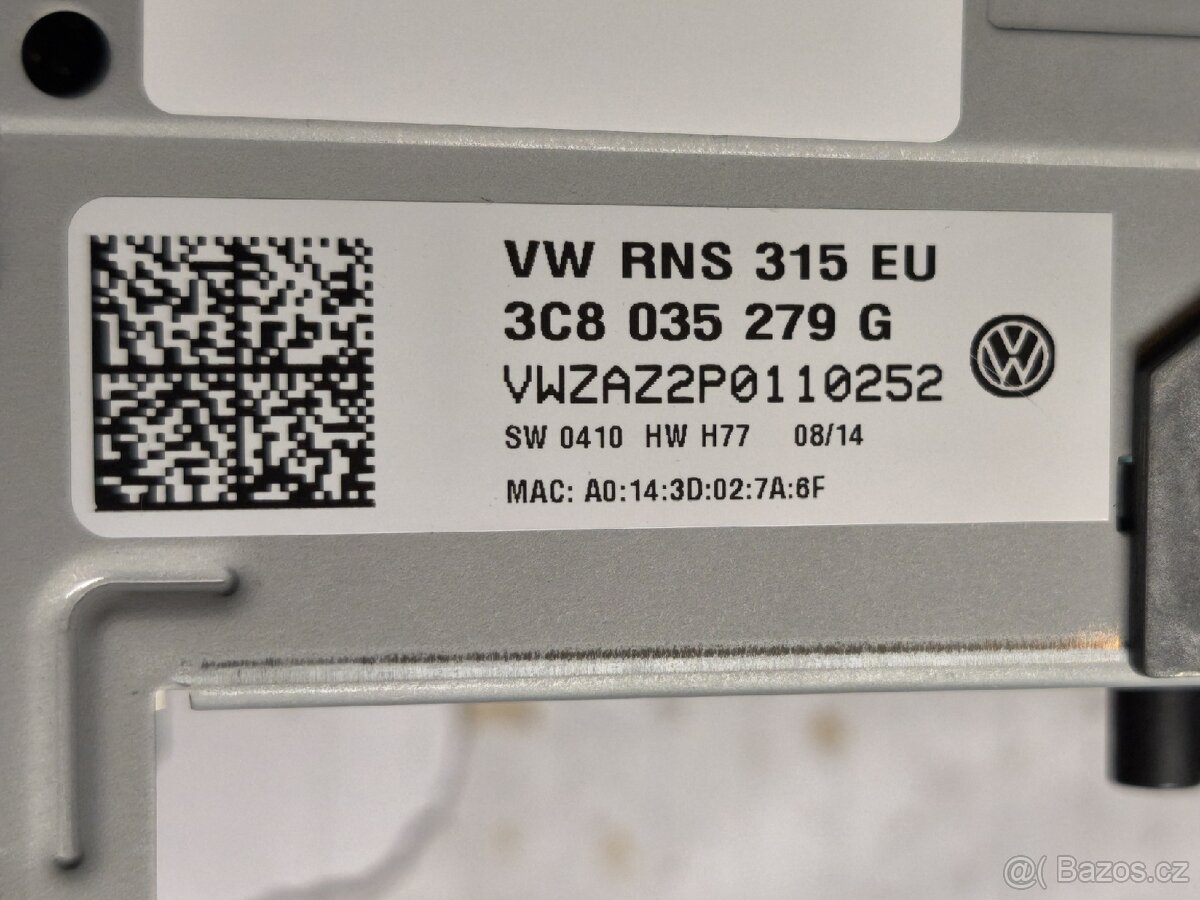 VW RNS 315 EU
3C8 035 279 G
VWZAZ2P0110252
SW 0410 HW H77 08/14
MAC: A0:14:3D:02:7A:6F
@( Bazos.cz